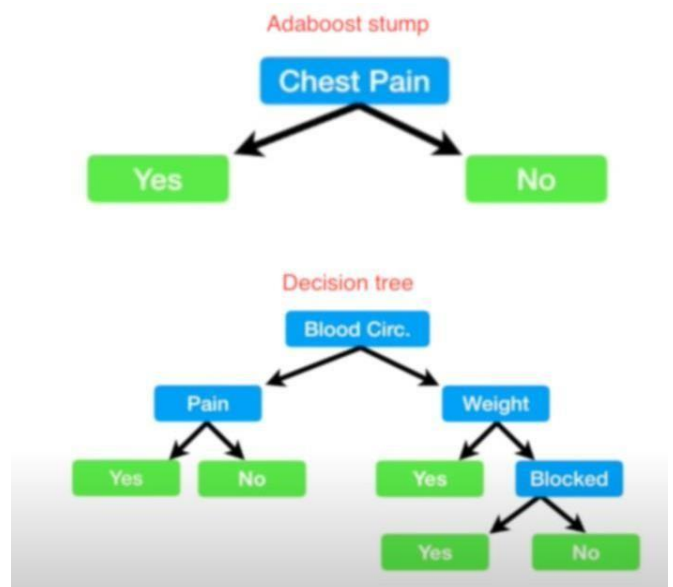 Adaboost stump
Chest Pain
Yes No
Decision tree
Blood Circ.
Pain Weight
Yes No Yes Blocked
Yes No